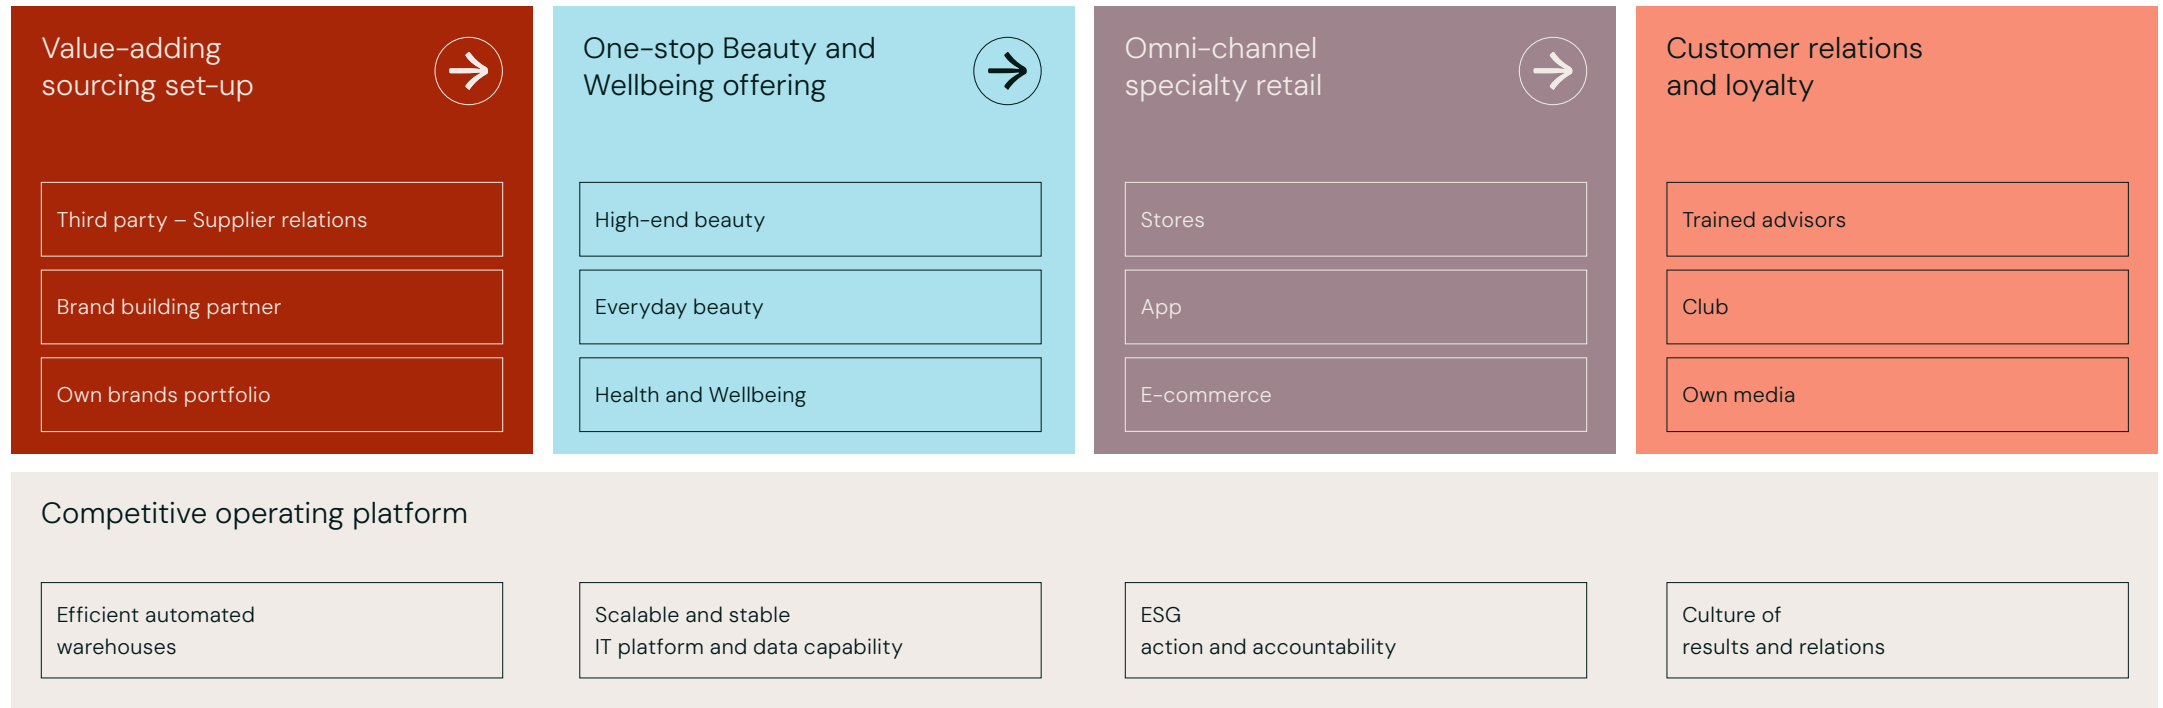 Value-adding
sourcing set-up
Third party – Supplier relations
Brand building partner
Own brands portfolio
One-stop Beauty and
Wellbeing offering
High-end beauty
Everyday beauty
Health and Wellbeing
Omni-channel
specialty retail
Stores
App
E-commerce
Customer relations
and loyalty
Trained advisors
Club
Own media
Competitive operating platform
Efficient automated
warehouses
Scalable and stable
IT platform and data capability
ESG
action and accountability
Culture of
results and relations